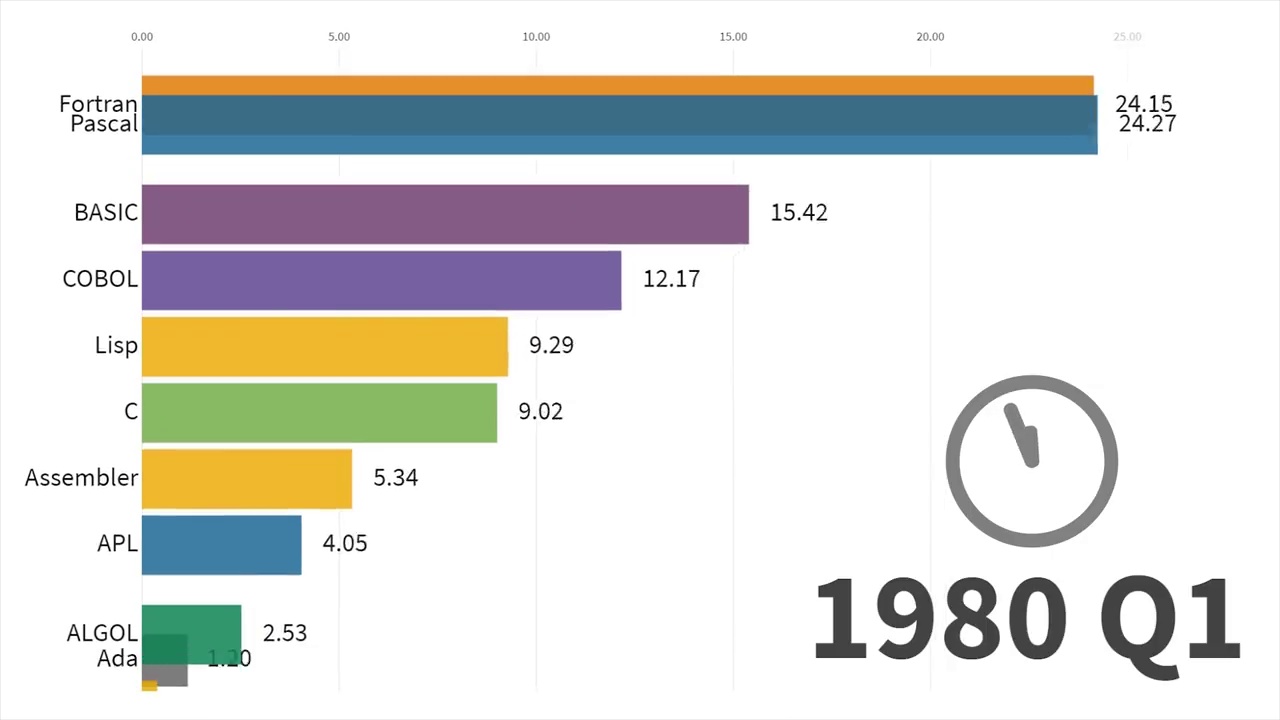 0.00 5.00 10.00 15.00 20.00 25.00
Fortran 24.15
Pascal 24.27
BASIC 15.42
COBOL 12.17
Lisp 9.29
C 9.02
Assembler 5.34
APL 4.05
ALGOL 2.53
Ada 1.20
1980 Q1